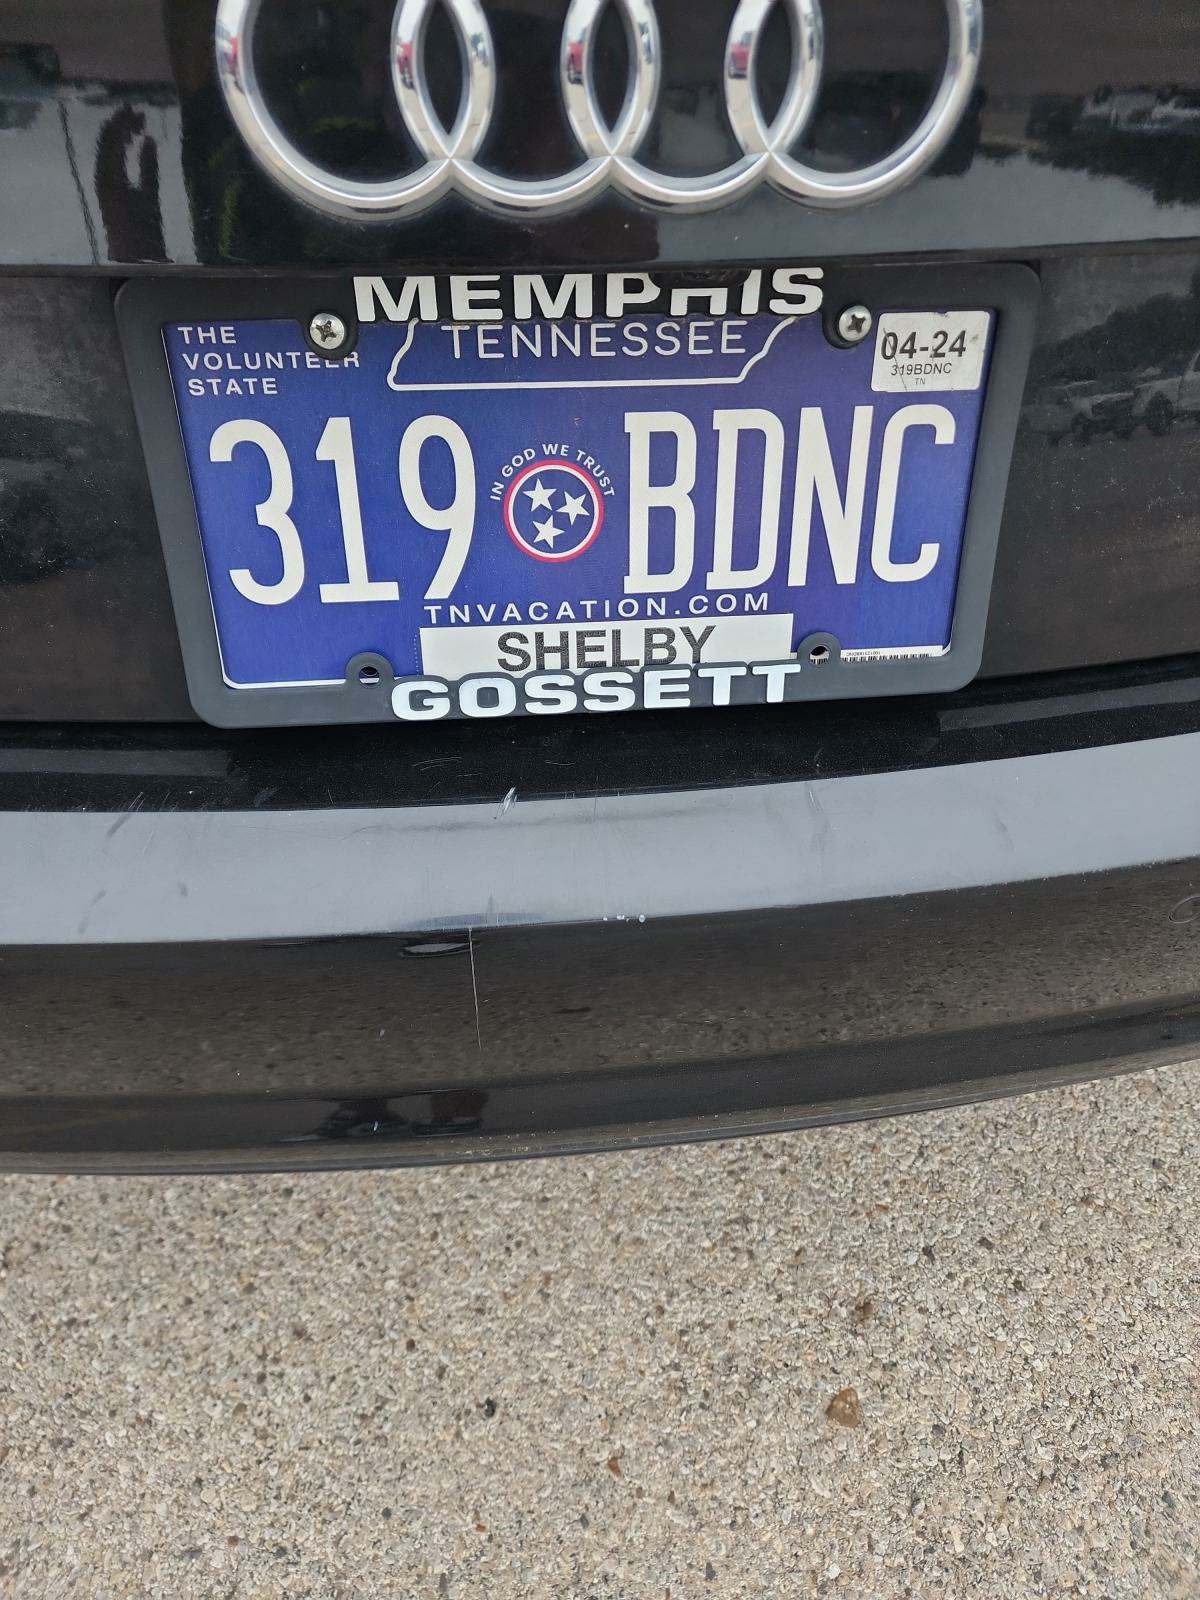 MEMPHIS
THE
VOLUNTEER
STATE
TENNESSEE
04-24
319BDNC
TN
319 BDNC
IN GOD WE TRUST
TNVACATION.COM
SHELBY
GOSSETT